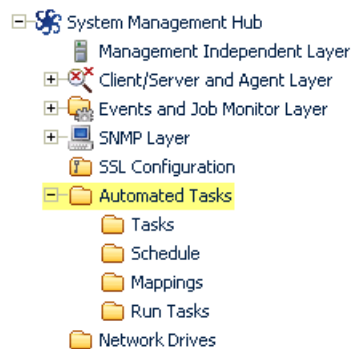 System Management Hub
Management Independent Layer
Client/Server and Agent Layer
Events and Job Monitor Layer
SNMP Layer
SSL Configuration
Automated Tasks
Tasks
Schedule
Mappings
Run Tasks
Network Drives